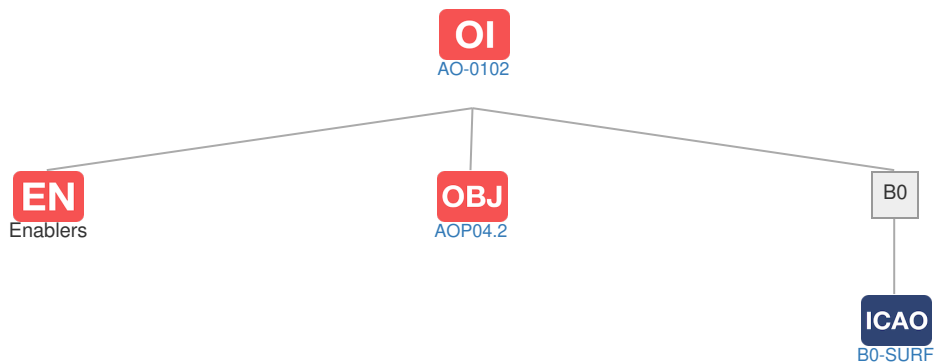 OI
AO-0102
EN
Enablers
OBJ
AOP04.2
B0
ICAO
B0-SURF